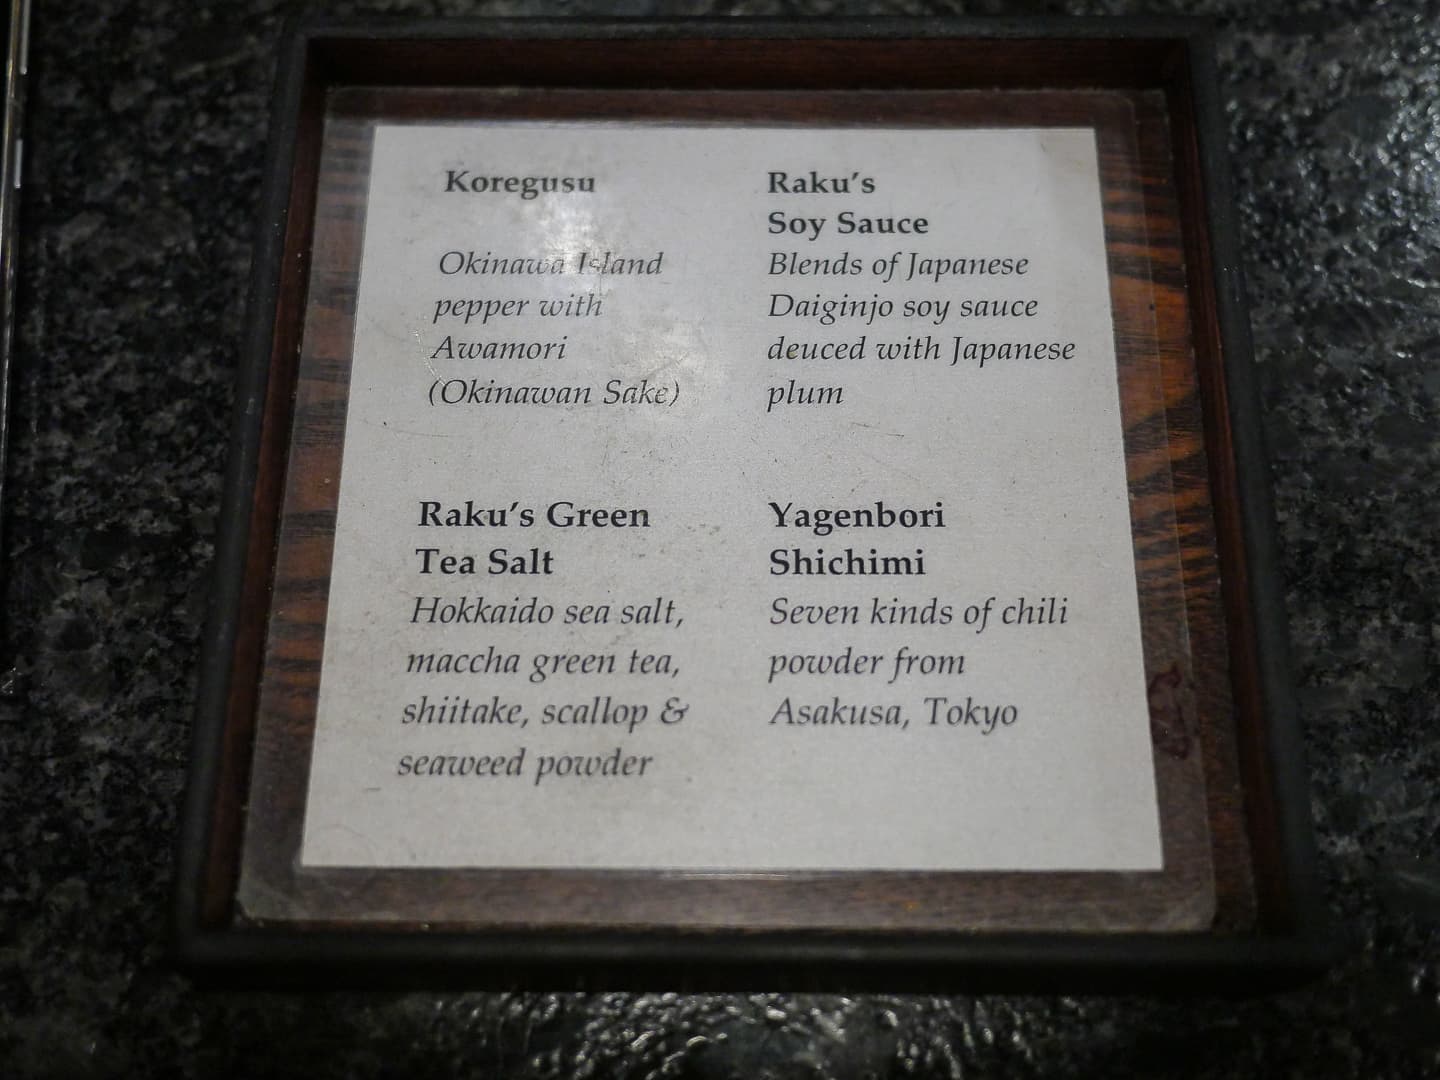 Koregusu
Okinawa Island
pepper with
Awamori
(Okinawan Sake)
Raku's
Soy Sauce
Blends of Japanese
Daiginjo soy sauce
deuced with Japanese
plum
Raku's Green
Tea Salt
Hokkaido sea salt,
maccha green tea,
shiitake, scallop &
seaweed powder
Yagenbori
Shichimi
Seven kinds of chili
powder from
Asakusa, Tokyo